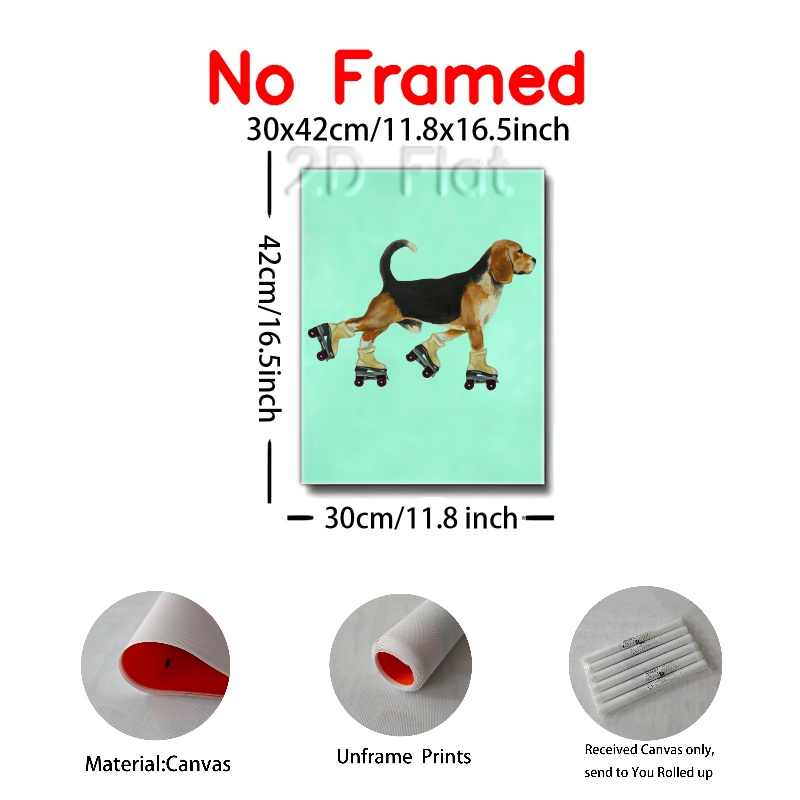 No Framed
30x42cm/11.8x16.5inch
2D Flat
42cm/16.5inch
30cm/11.8 inch
Material:Canvas
Unframe Prints
Received Canvas only,
send to You Rolled up